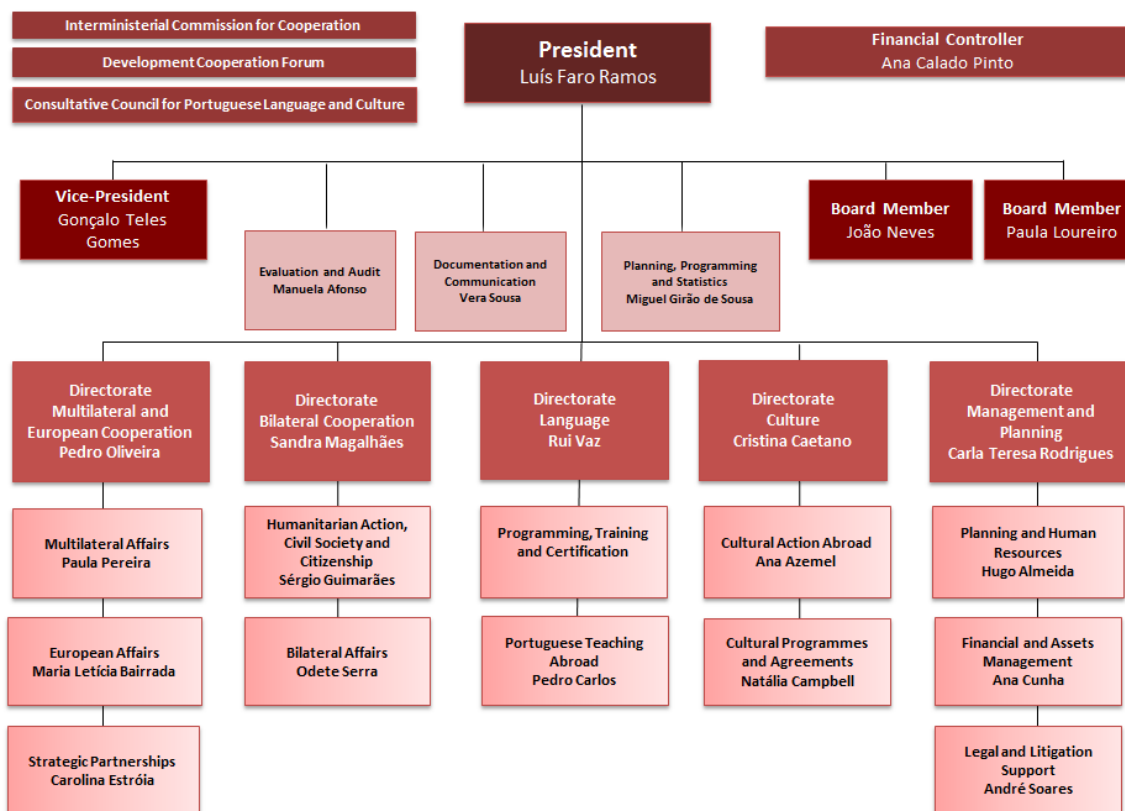 Interministerial Commission for Cooperation
Development Cooperation Forum
Consultative Council for Portuguese Language and Culture
President
Luís Faro Ramos
Financial Controller
Ana Calado Pinto
Vice-President
Gonçalo Teles
Gomes
Evaluation and Audit
Manuela Afonso
Documentation and
Communication
Vera Sousa
Planning, Programming
and Statistics
Miguel Girão de Sousa
Board Member
João Neves
Board Member
Paula Loureiro
Directorate
Multilateral and
European Cooperation
Pedro Oliveira
Directorate
Bilateral Cooperation
Sandra Magalhães
Directorate
Language
Rui Vaz
Directorate
Culture
Cristina Caetano
Directorate
Management and
Planning
Carla Teresa Rodrigues
Multilateral Affairs
Paula Pereira
Humanitarian Action,
Civil Society and
Citizenship
Sérgio Guimarães
Programming, Training
and Certification
Cultural Action Abroad
Ana Azemel
Planning and Human
Resources
Hugo Almeida
European Affairs
Maria Letícia Bairrada
Bilateral Affairs
Odete Serra
Portuguese Teaching
Abroad
Pedro Carlos
Cultural Programmes
and Agreements
Natália Campbell
Financial and Assets
Management
Ana Cunha
Strategic Partnerships
Carolina Estróia
Legal and Litigation
Support
André Soares